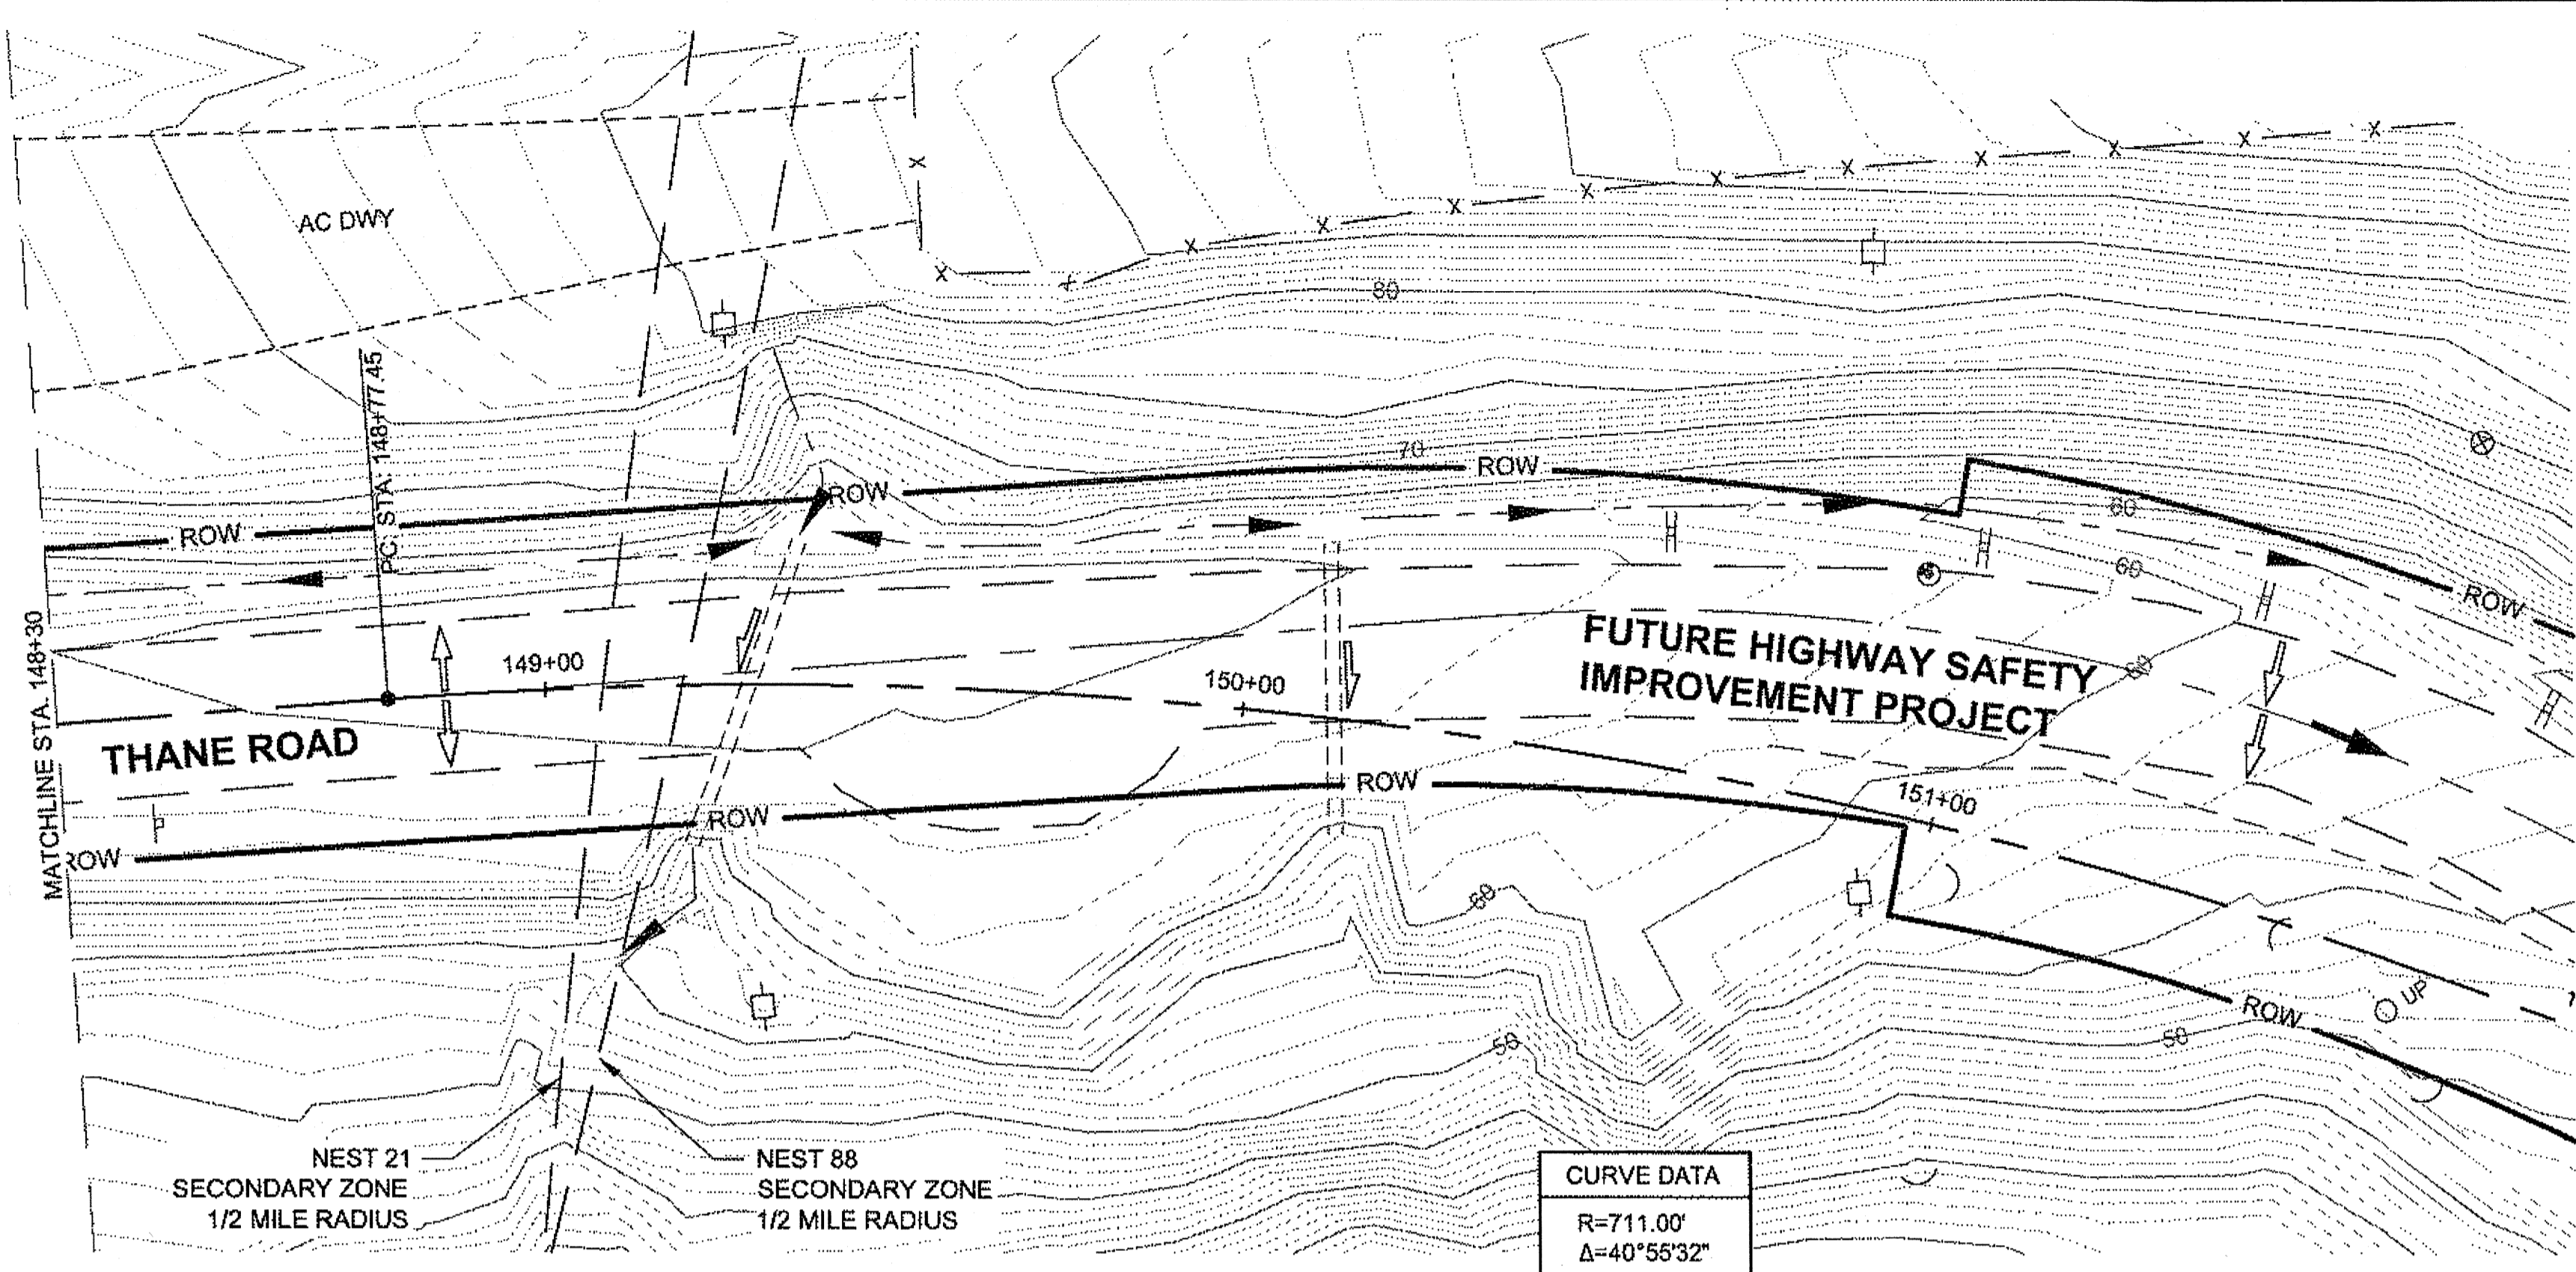 AC DWY
X
X X X X X X X X X X X
80
PC: STA: 148+77.45
70
ROW
ROW
ROW
60
60
ROW
60
MATCHLINE STA. 148+30
149+00
150+00
FUTURE HIGHWAY SAFETY
IMPROVEMENT PROJECT
THANE ROAD
ROW
ROW
ROW
P
151+00
60
50
50
ROW
UP
NEST 21
SECONDARY ZONE
1/2 MILE RADIUS
NEST 88
SECONDARY ZONE
1/2 MILE RADIUS
CURVE DATA
R=711.00'
Δ=40°55'32"